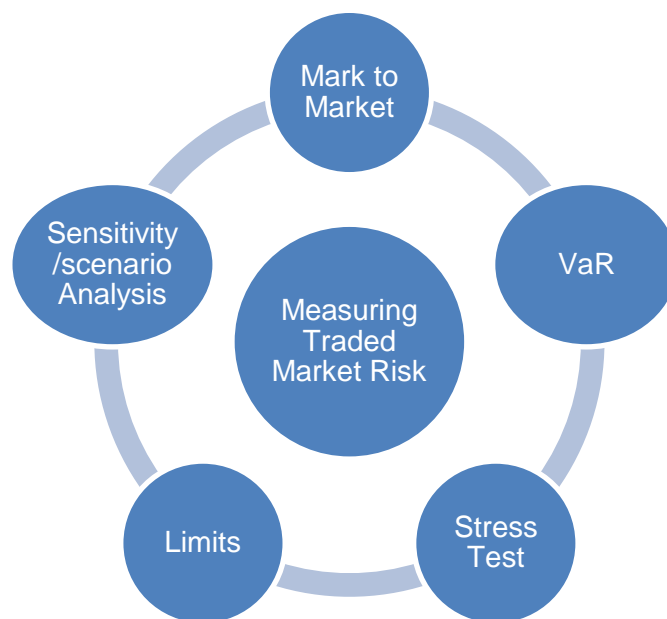 Mark to
Market
Sensitivity
/scenario
Analysis
VaR
Measuring
Traded
Market Risk
Limits
Stress
Test